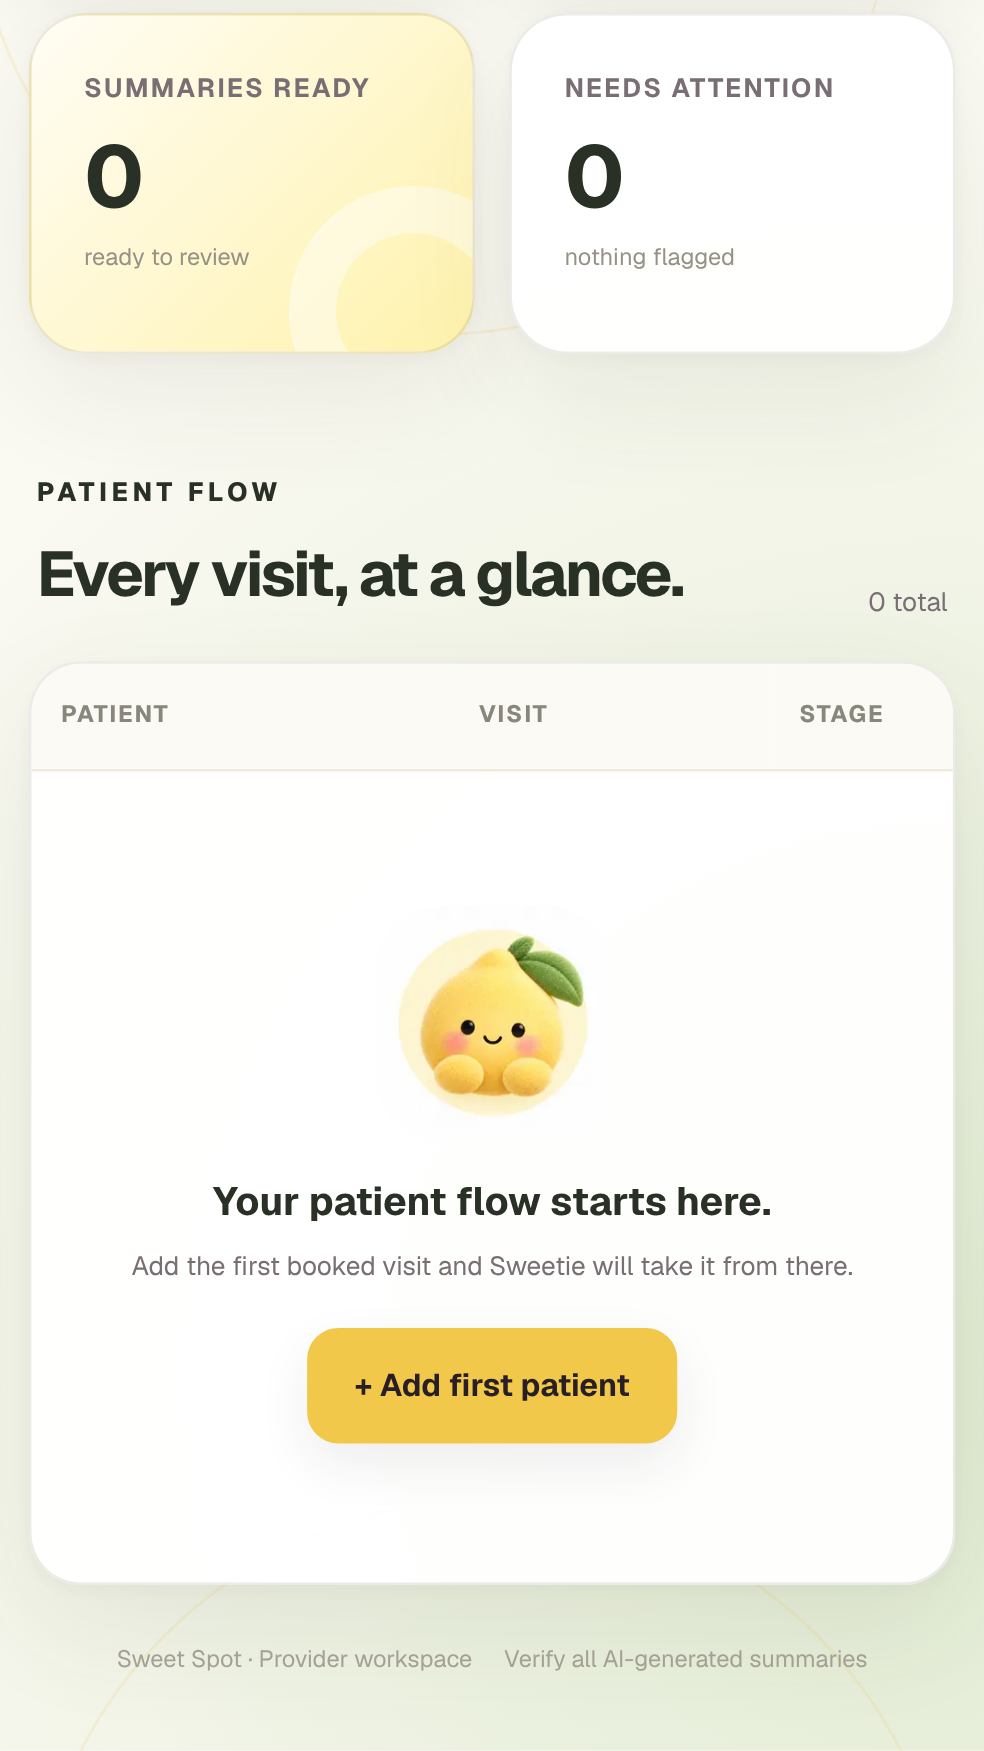 SUMMARIES READY
0
ready to review
NEEDS ATTENTION
0
nothing flagged
PATIENT FLOW
Every visit, at a glance.
0 total
PATIENT VISIT STAGE
Your patient flow starts here.
Add the first booked visit and Sweetie will take it from there.
+ Add first patient
Sweet Spot · Provider workspace Verify all AI-generated summaries